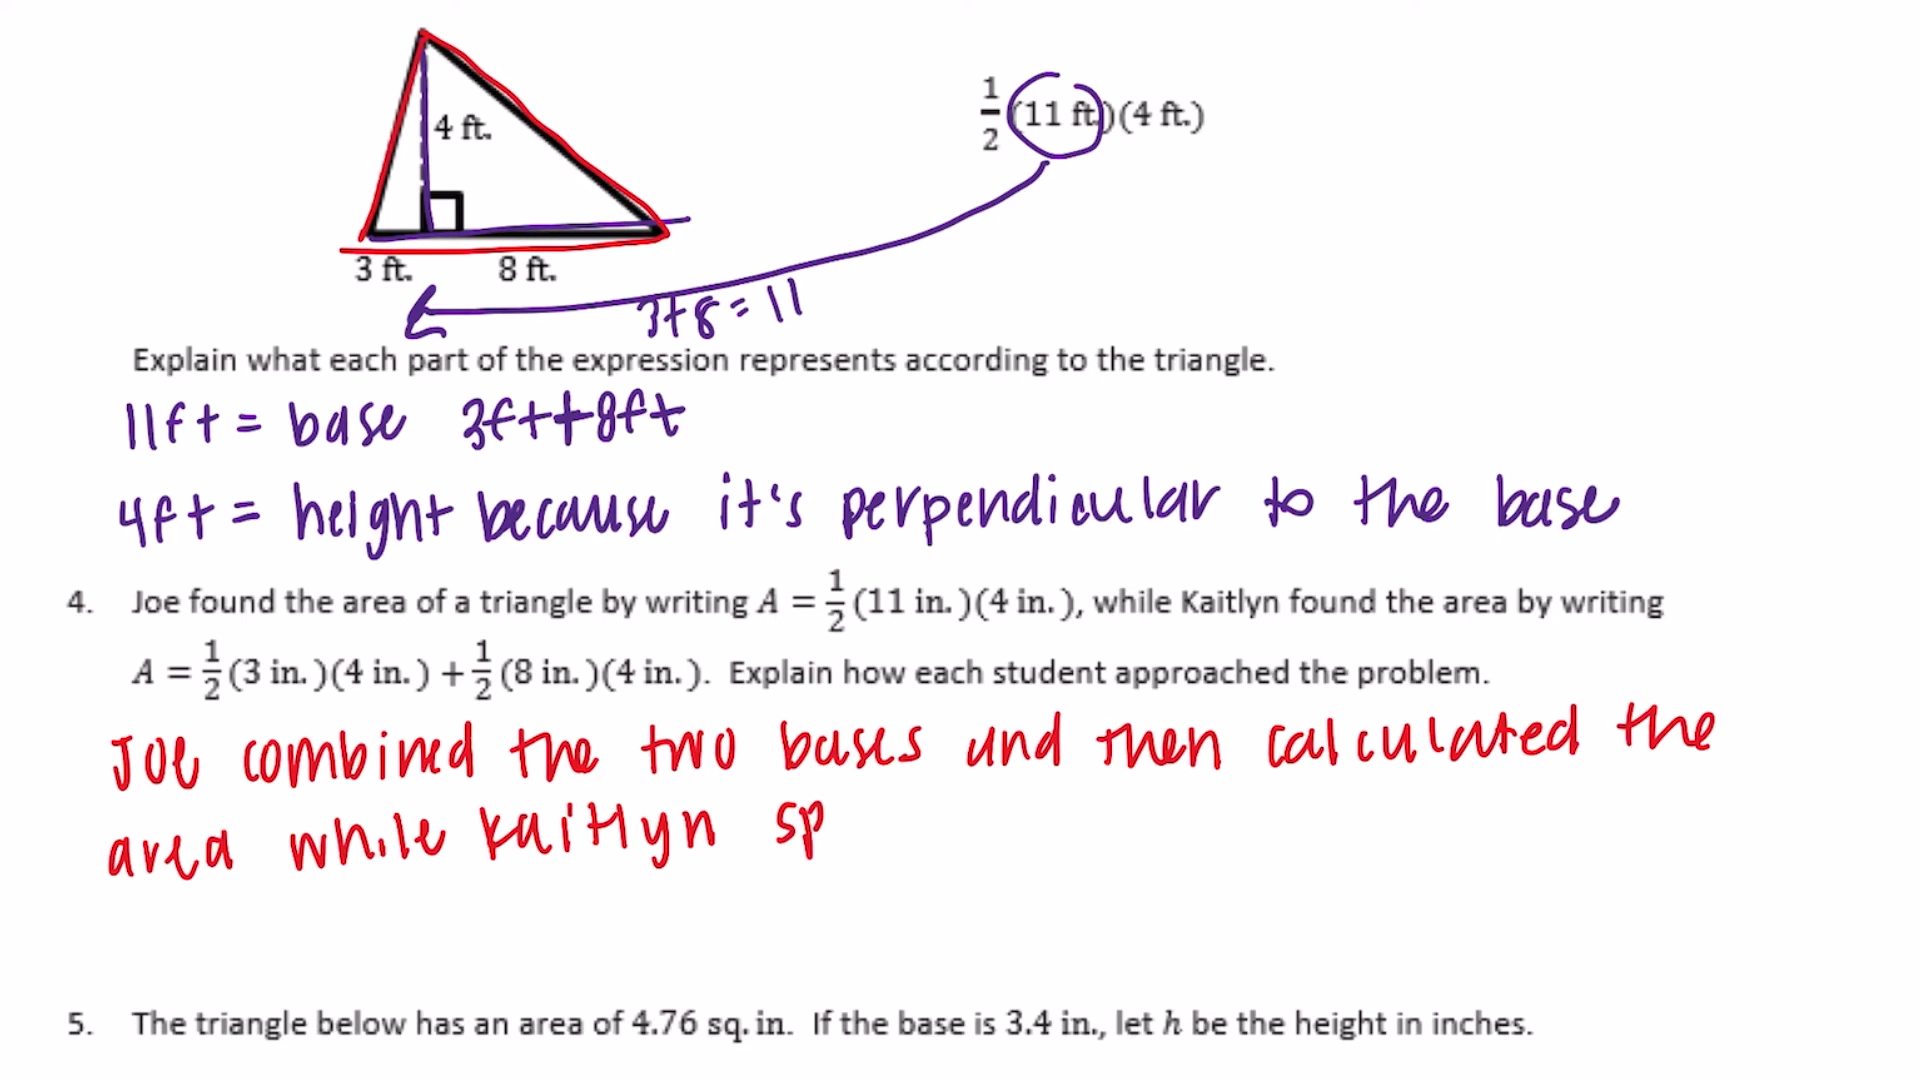 4 ft.
1/2 (11 ft.)(4 ft.)
3 ft. 8 ft.
3+8=11
Explain what each part of the expression represents according to the triangle.
11ft = base 3ft+8ft
4ft = height because it's perpendicular to the base
4. Joe found the area of a triangle by writing A = 1/2 (11 in.)(4 in.), while Kaitlyn found the area by writing
A = 1/2 (3 in.)(4 in.) + 1/2 (8 in.)(4 in.). Explain how each student approached the problem.
Joe combined the two bases and then calculated the
area while Kaitlyn sp
5. The triangle below has an area of 4.76 sq. in. If the base is 3.4 in., let h be the height in inches.